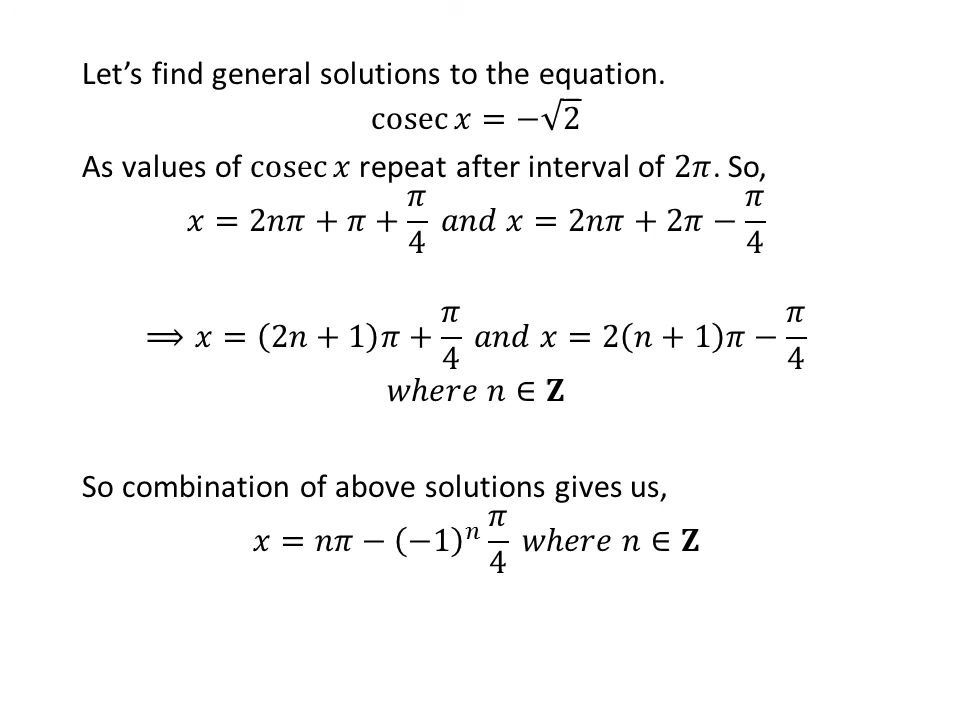 Let’s find general solutions to the equation.
cosec 𝑥 = −√2
As values of cosec 𝑥 repeat after interval of 2𝜋. So,
𝑥 = 2𝑛𝜋 + 𝜋 + 𝜋/4 𝑎𝑛𝑑 𝑥 = 2𝑛𝜋 + 2𝜋 − 𝜋/4
⟹ 𝑥 = (2𝑛 + 1)𝜋 + 𝜋/4 𝑎𝑛𝑑 𝑥 = 2(𝑛 + 1)𝜋 − 𝜋/4
𝑤ℎ𝑒𝑟𝑒 𝑛 ∈ 𝐙
So combination of above solutions gives us,
𝑥 = 𝑛𝜋 − (−1)^𝑛 𝜋/4 𝑤ℎ𝑒𝑟𝑒 𝑛 ∈ 𝐙